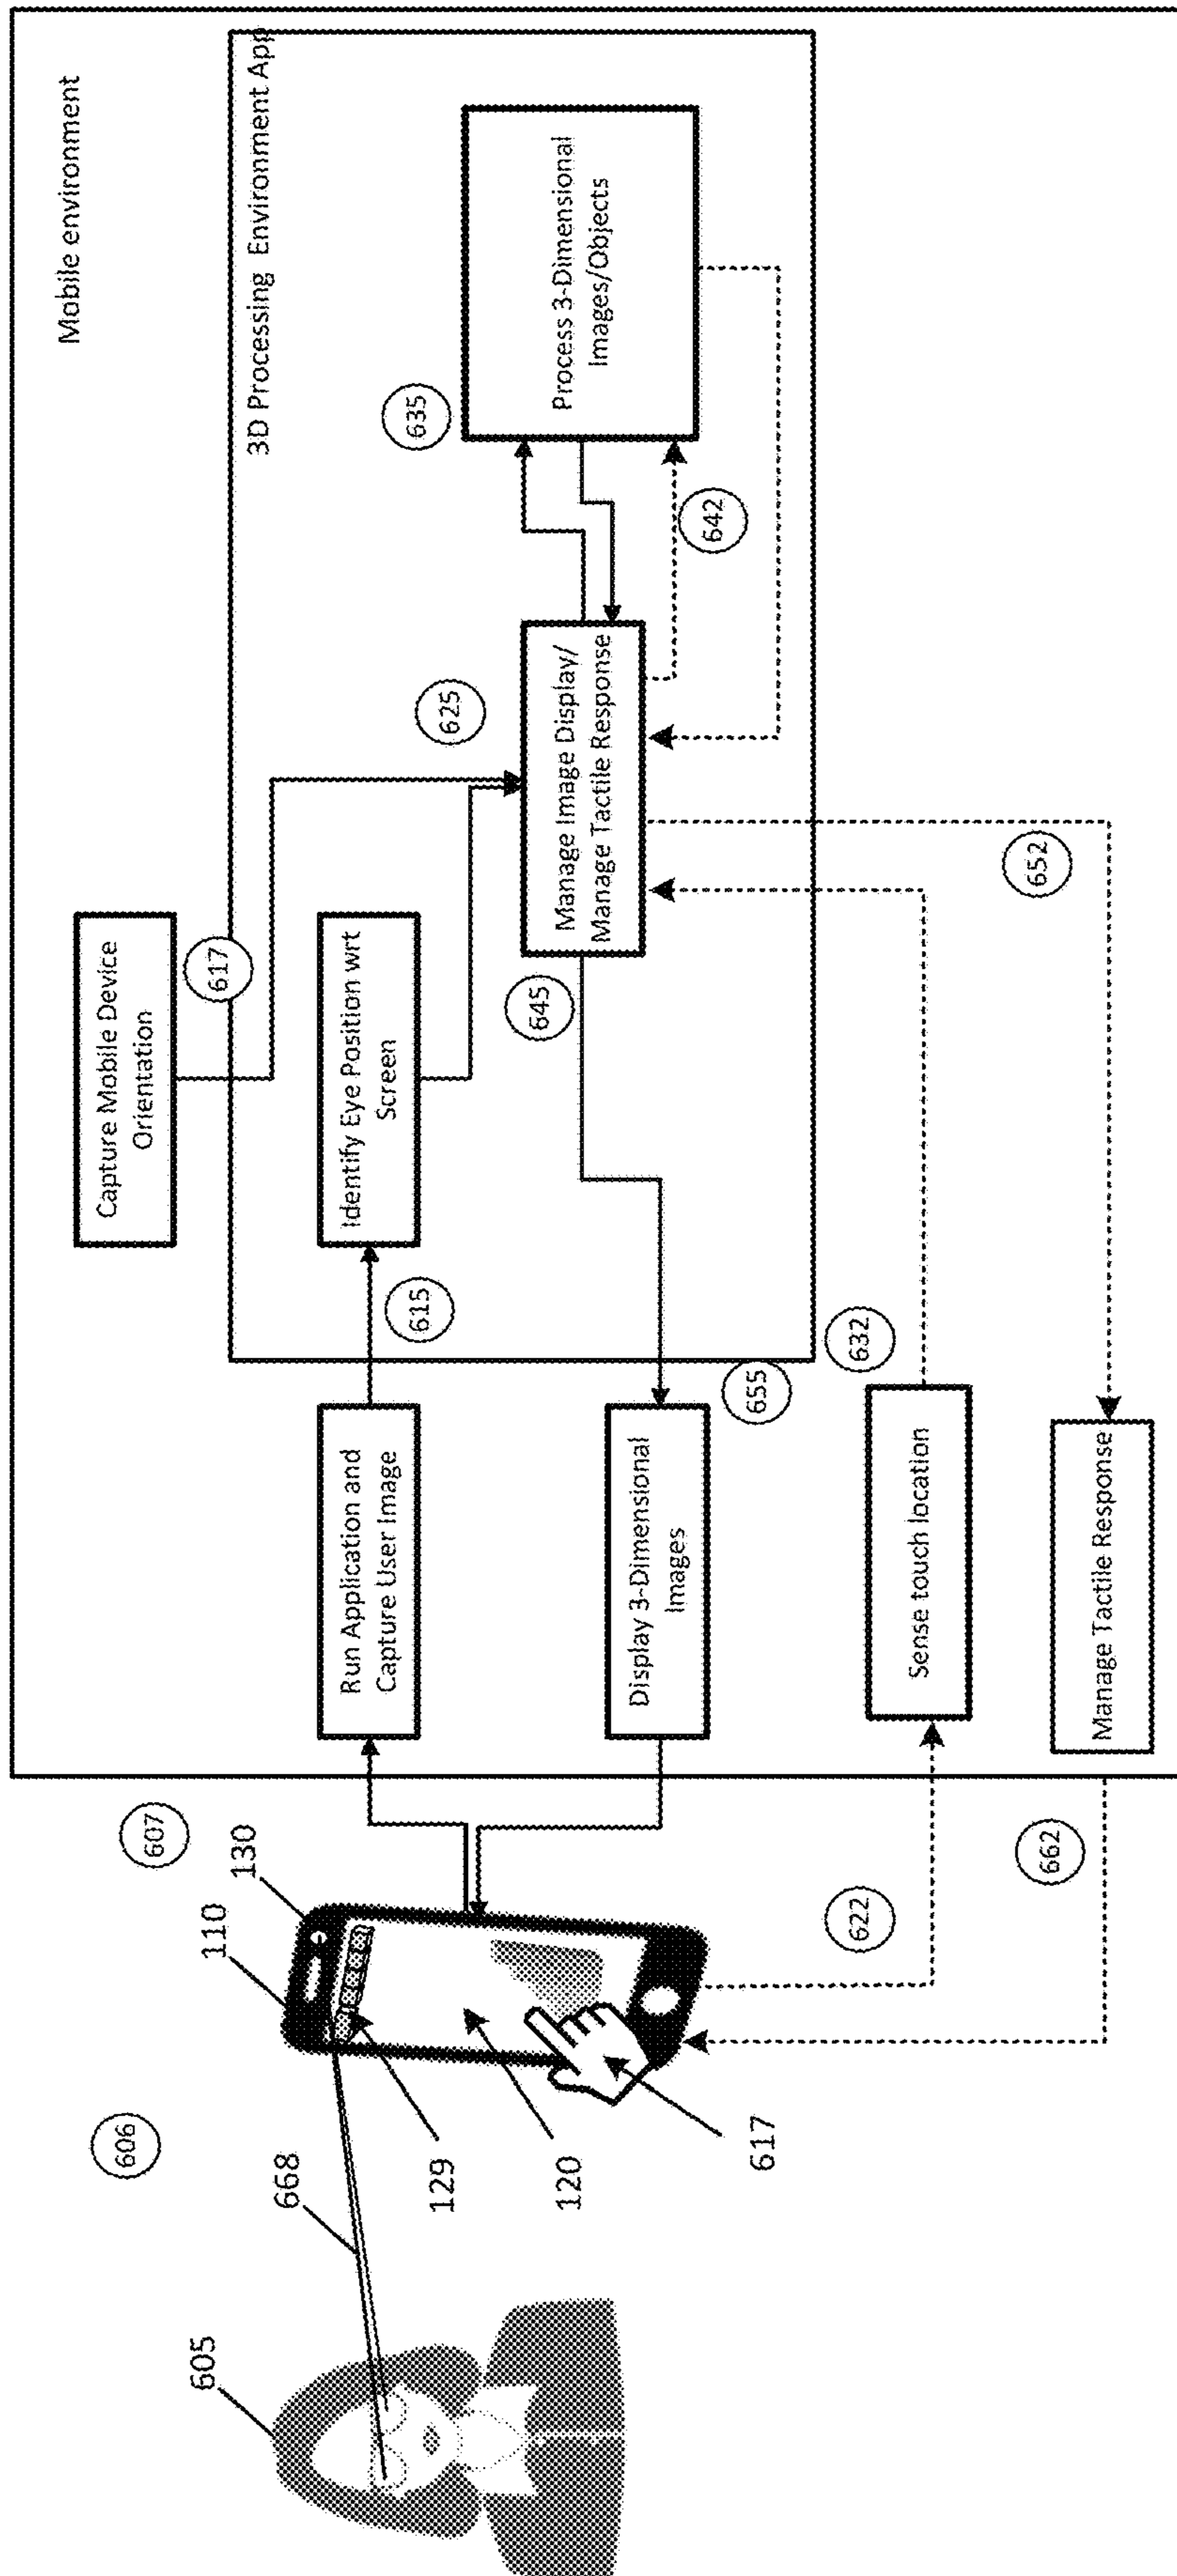 Mobile environment
3D Processing Environment App
Capture Mobile Device
Orientation
617
Identify Eye Position wrt
Screen
615
625
635
Process 3-Dimensional
Images/Objects
Manage Image Display/
Manage Tactile Response
642
645
652
Run Application and
Capture User Image
Display 3-Dimensional
Images
655
632
Sense touch location
Manage Tactile Response
607
606
605
668
110
130
129
120
617
622
662